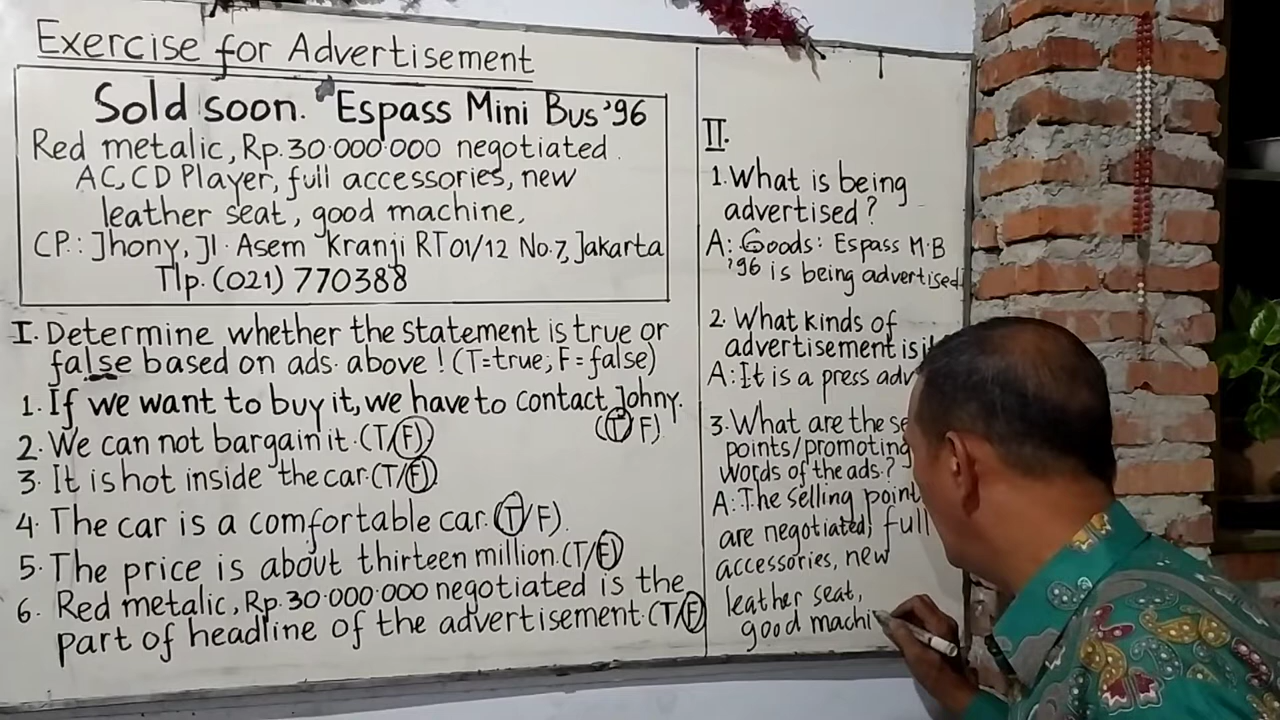 Exercise for Advertisement
Sold soon. Espass Mini Bus '96
Red metalic, Rp. 30.000.000 negotiated.
AC, CD Player, full accessories, new
leather seat, good machine,
CP.: Jhony, Jl. Asem Kranji RT 01/12 No.7, Jakarta
Tlp. (021) 770388
I. Determine whether the statement is true or
false based on ads. above! (T=true; F=false)
1. If we want to buy it, we have to contact Johny.
(T/F)
2. We can not bargain it. (T/F)
3. It is hot inside the car. (T/F)
4. The car is a comfortable car. (T/F).
5. The price is about thirteen million. (T/F)
6. Red metalic, Rp. 30.000.000 negotiated is the
part of headline of the advertisement. (T/F)
II.
1. What is being
advertised?
A: Goods: Espass M.B
'96 is being advertised
2. What kinds of
advertisement is
A: It is a press
3. What are the
points/promoting
words of the ads.?
A: The selling point
are negotiated, full
accessories, new
leather seat,
good machi